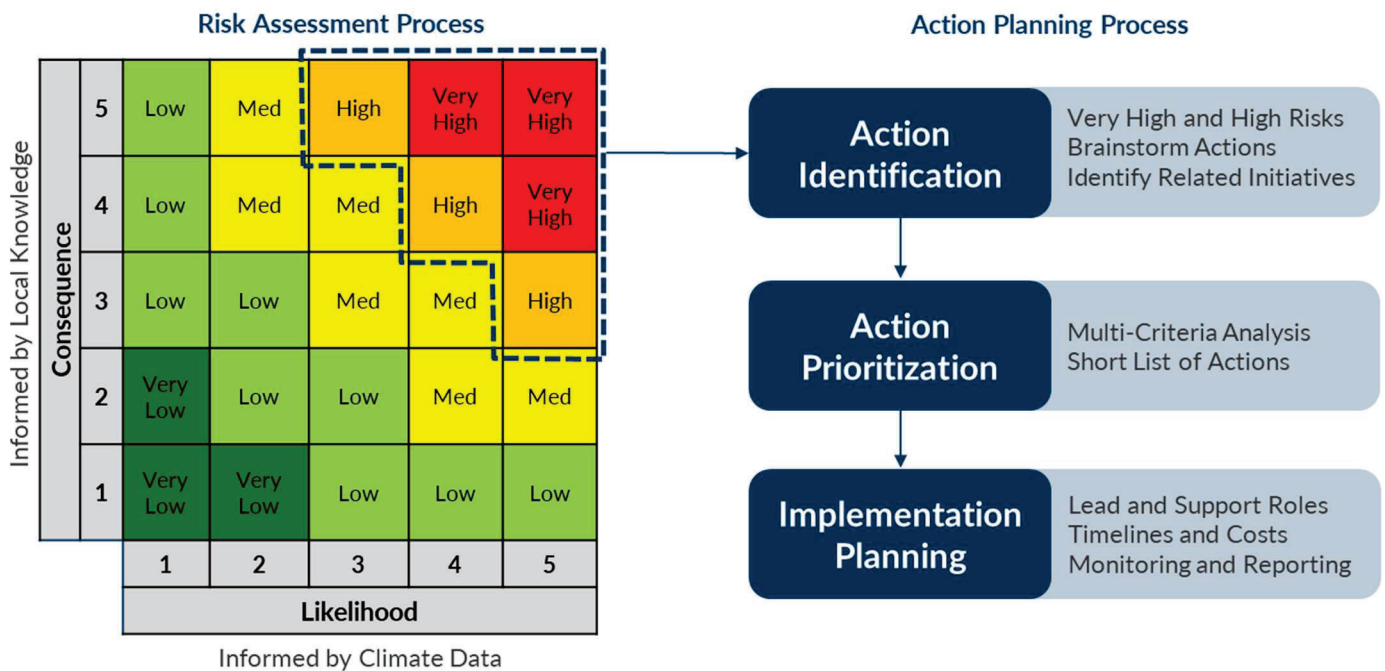 Risk Assessment Process
Informed by Local Knowledge
Consequence
5
Low
Med
High
Very
High
Very
High
4
Low
Med
Med
High
Very
High
3
Low
Low
Med
Med
High
2
Very
Low
Low
Low
Med
Med
1
Very
Low
Very
Low
Low
Low
Low
1
2
3
4
5
Likelihood
Informed by Climate Data
Action Planning Process
Action
Identification
Very High and High Risks
Brainstorm Actions
Identify Related Initiatives
Action
Prioritization
Multi-Criteria Analysis
Short List of Actions
Implementation
Planning
Lead and Support Roles
Timelines and Costs
Monitoring and Reporting